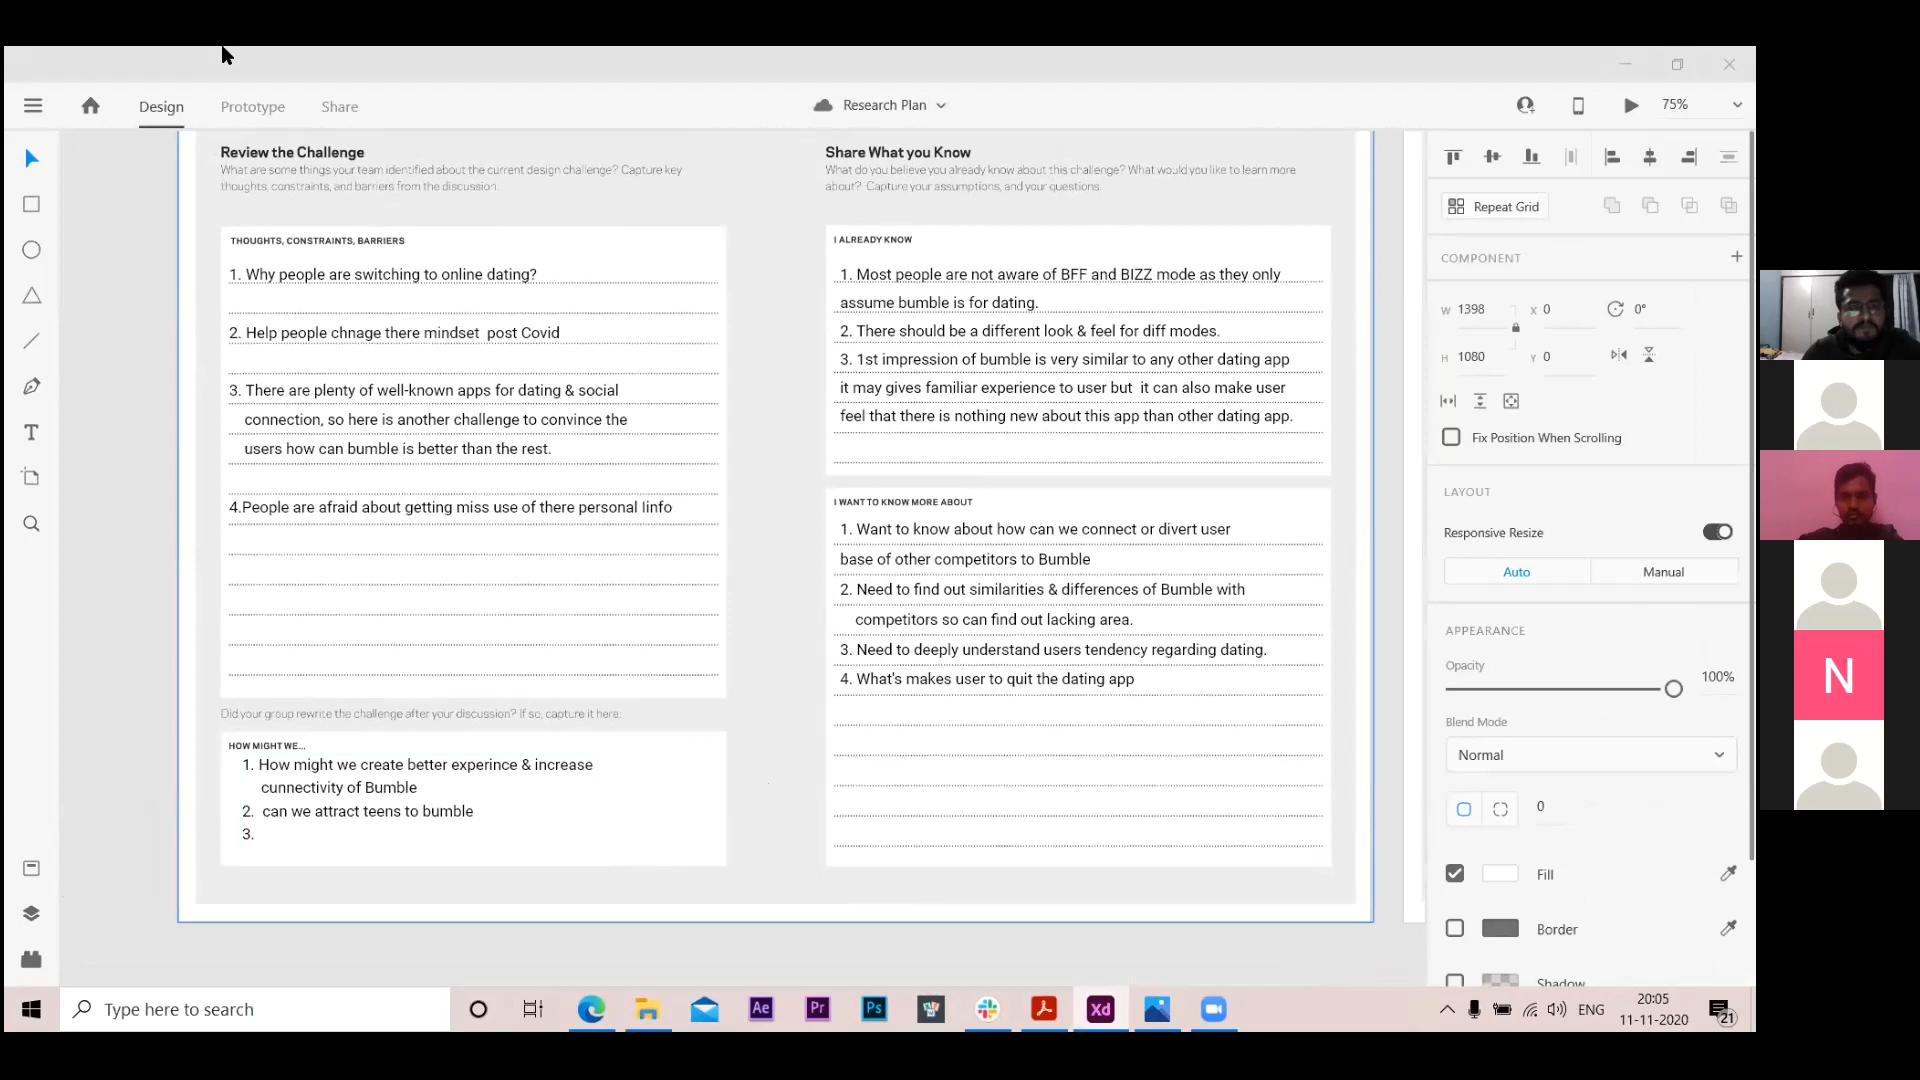 Design
Prototype
Share
Research Plan
75%
Review the Challenge
What are some things your team identified about the current design challenge? Capture key
thoughts, constraints, and barriers from the discussion.
THOUGHTS, CONSTRAINTS, BARRIERS
1. Why people are switching to online dating?
2. Help people chnage there mindset post Covid
3. There are plenty of well-known apps for dating & social
connection, so here is another challenge to convince the
users how can bumble is better than the rest.
4.People are afraid about getting miss use of there personal Iinfo
Did your group rewrite the challenge after your discussion? If so, capture it here:
HOW MIGHT WE...
1. How might we create better experince & increase
cunnectivity of Bumble
2. can we attract teens to bumble
3.
Share What you Know
What do you believe you already know about this challenge? What would you like to learn more
about? Capture your assumptions, and your questions.
I ALREADY KNOW
1. Most people are not aware of BFF and BIZZ mode as they only
assume bumble is for dating.
2. There should be a different look & feel for diff modes.
3. 1st impression of bumble is very similar to any other dating app
it may gives familiar experience to user but it can also make user
feel that there is nothing new about this app than other dating app.
I WANT TO KNOW MORE ABOUT
1. Want to know about how can we connect or divert user
base of other competitors to Bumble
2. Need to find out similarities & differences of Bumble with
competitors so can find out lacking area.
3. Need to deeply understand users tendency regarding dating.
4. What's makes user to quit the dating app
Repeat Grid
COMPONENT
W 1398
X 0
0°
H 1080
Y 0
Fix Position When Scrolling
LAYOUT
Responsive Resize
Auto
Manual
APPEARANCE
Opacity
100%
Blend Mode
Normal
0
Fill
Border
Shadow
N
Type here to search
Ae
Pr
Ps
Xd
ENG
20:05
11-11-2020
21